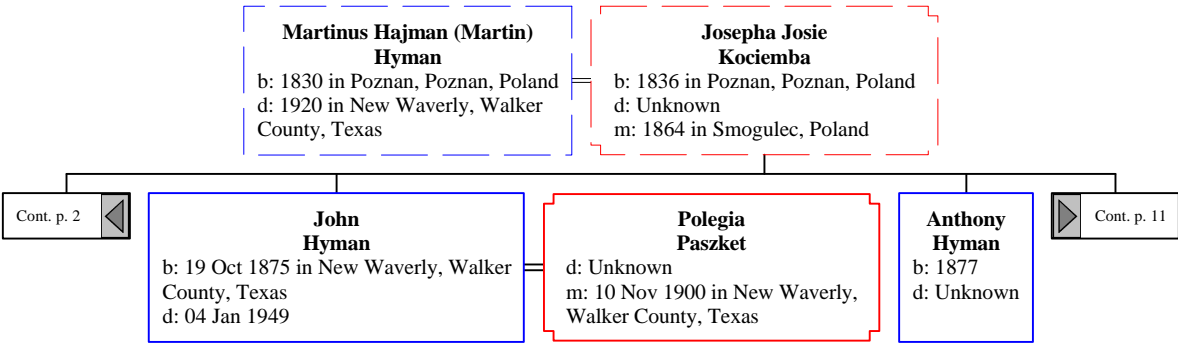 Martinus Hajman (Martin)
Hyman
b: 1830 in Poznan, Poznan, Poland
d: 1920 in New Waverly, Walker
County, Texas
Josepha Josie
Kociemba
b: 1836 in Poznan, Poznan, Poland
d: Unknown
m: 1864 in Smogulec, Poland
Cont. p. 2
John
Hyman
b: 19 Oct 1875 in New Waverly, Walker
County, Texas
d: 04 Jan 1949
Polegia
Paszket
d: Unknown
m: 10 Nov 1900 in New Waverly,
Walker County, Texas
Anthony
Hyman
b: 1877
d: Unknown
Cont. p. 11